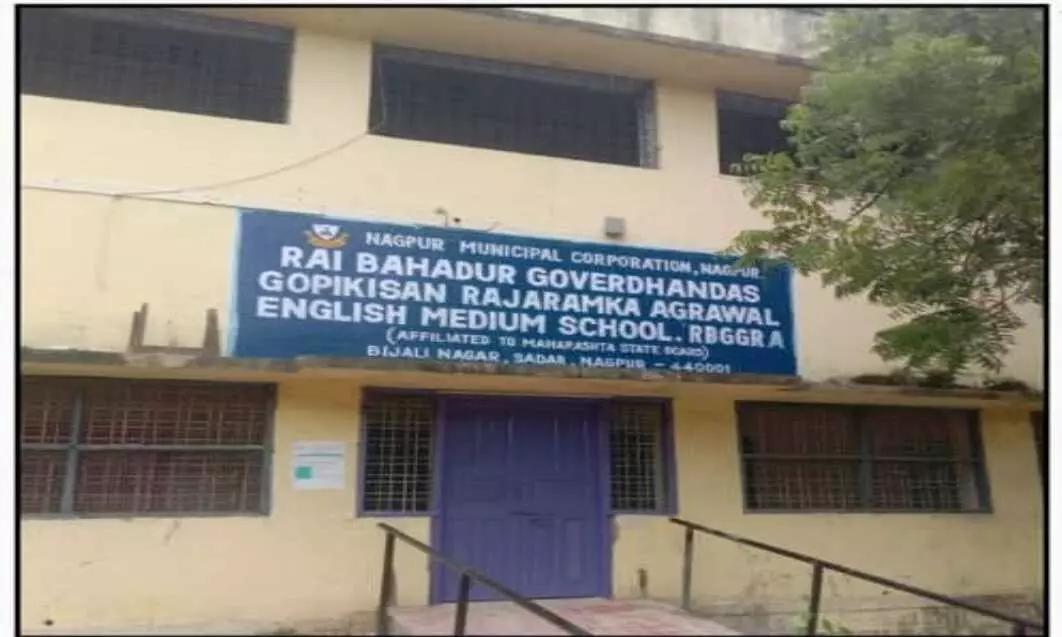 NAGPUR MUNICIPAL CORPORATION, NAGPUR.
RAI BAHADUR GOVERDHANDAS
GOPIKISAN RAJARAMKA AGRAWAL
ENGLISH MEDIUM SCHOOL. RBGGRA
(AFFILIATED TO MAHARASHTA STATE BOARD)
BIJALI NAGAR, SADAR, NAGPUR - 440001